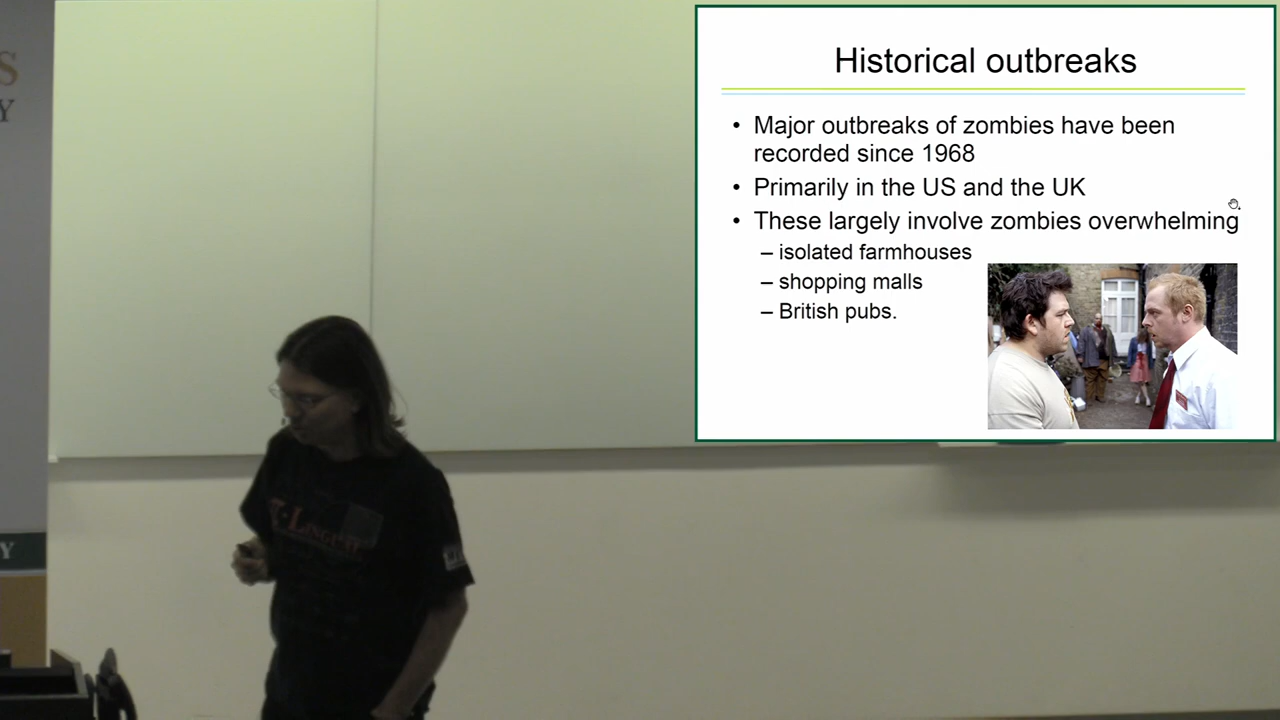 S
Y
Historical outbreaks
• Major outbreaks of zombies have been
recorded since 1968
• Primarily in the US and the UK
• These largely involve zombies overwhelming
– isolated farmhouses
– shopping malls
– British pubs.
Y